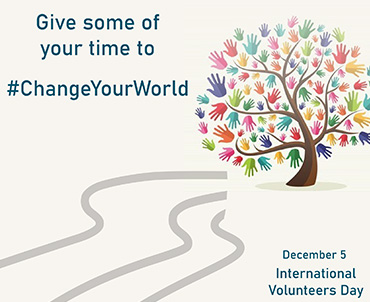 Give some of
your time to
#ChangeYourWorld
December 5
International
Volunteers Day